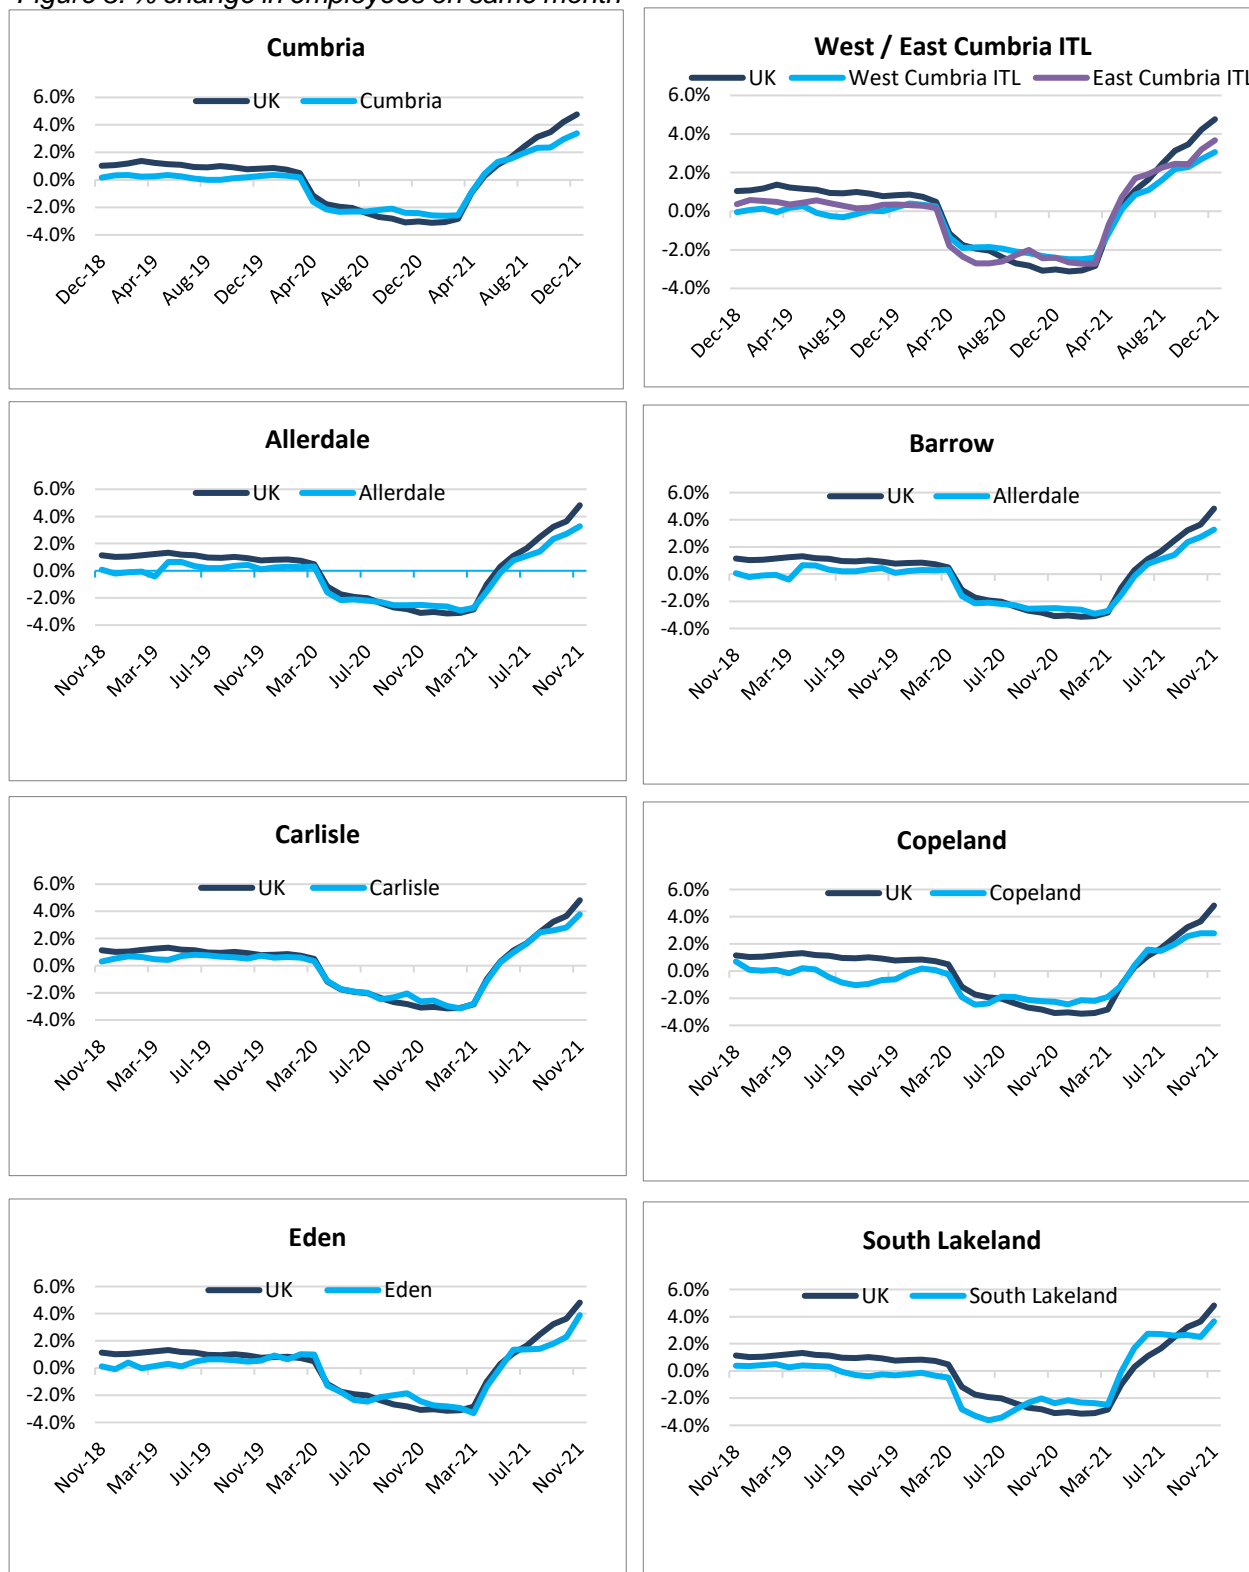 Figure 8: % change in employees on same month
Cumbria
UK Cumbria
6.0%
4.0%
2.0%
0.0%
-2.0%
-4.0%
Dec-18 Apr-19 Aug-19 Dec-19 Apr-20 Aug-20 Dec-20 Apr-21 Aug-21 Dec-21
West / East Cumbria ITL
UK West Cumbria ITL East Cumbria ITL
6.0%
4.0%
2.0%
0.0%
-2.0%
-4.0%
Dec-18 Apr-19 Aug-19 Dec-19 Apr-20 Aug-20 Dec-20 Apr-21 Aug-21 Dec-21
Allerdale
UK Allerdale
6.0%
4.0%
2.0%
0.0%
-2.0%
-4.0%
Nov-18 Mar-19 Jul-19 Nov-19 Mar-20 Jul-20 Nov-20 Mar-21 Jul-21 Nov-21
Barrow
UK Allerdale
6.0%
4.0%
2.0%
0.0%
-2.0%
-4.0%
Nov-18 Mar-19 Jul-19 Nov-19 Mar-20 Jul-20 Nov-20 Mar-21 Jul-21 Nov-21
Carlisle
UK Carlisle
6.0%
4.0%
2.0%
0.0%
-2.0%
-4.0%
Nov-18 Mar-19 Jul-19 Nov-19 Mar-20 Jul-20 Nov-20 Mar-21 Jul-21 Nov-21
Copeland
UK Copeland
6.0%
4.0%
2.0%
0.0%
-2.0%
-4.0%
Nov-18 Mar-19 Jul-19 Nov-19 Mar-20 Jul-20 Nov-20 Mar-21 Jul-21 Nov-21
Eden
UK Eden
6.0%
4.0%
2.0%
0.0%
-2.0%
-4.0%
Nov-18 Mar-19 Jul-19 Nov-19 Mar-20 Jul-20 Nov-20 Mar-21 Jul-21 Nov-21
South Lakeland
UK South Lakeland
6.0%
4.0%
2.0%
0.0%
-2.0%
-4.0%
Nov-18 Mar-19 Jul-19 Nov-19 Mar-20 Jul-20 Nov-20 Mar-21 Jul-21 Nov-21